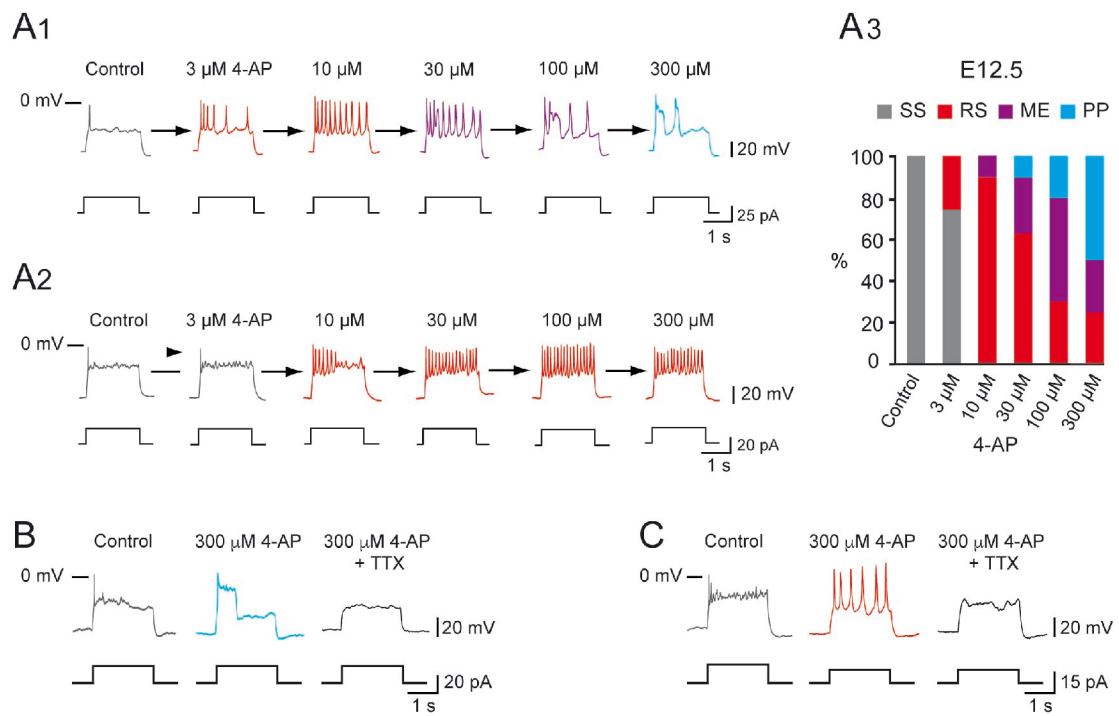 A1
Control
3 µM 4-AP
10 µM
30 µM
100 µM
300 µM
0 mV
20 mV
25 pA
1 s
A2
Control
3 µM 4-AP
10 µM
30 µM
100 µM
300 µM
0 mV
20 mV
20 pA
1 s
A3
E12.5
SS RS ME PP
100
80
60
%
40
20
0
Control
3 µM
10 µM
30 µM
100 µM
300 µM
4-AP
B
Control
300 µM 4-AP
300 µM 4-AP
+ TTX
0 mV
20 mV
20 pA
1 s
C
Control
300 µM 4-AP
300 µM 4-AP
+ TTX
0 mV
20 mV
15 pA
1 s